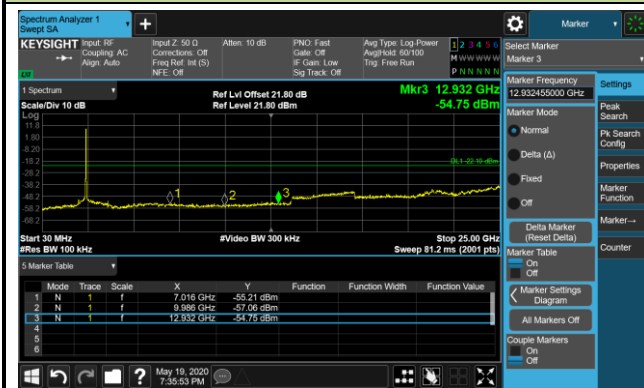 Spectrum Analyzer 1
Swept SA
+
Marker
KEYSIGHT
Input: RF
Coupling: AC
Align: Auto
Input Z: 50 Ω
Corrections: Off
Freq Ref: Int (S)
NFE: Off
Atten: 10 dB
PNO: Fast
Gate: Off
IF Gain: Low
Sig Track: Off
Avg Type: Log-Power
Avg|Hold: 60/100
Trig: Free Run
1 2 3 4 5 6
M W W W W W
P N N N N N
Select Marker
Marker 3
1 Spectrum
Scale/Div 10 dB
Log
Ref Lvl Offset 21.80 dB
Ref Level 21.80 dBm
Mkr3 12.932 GHz
-54.75 dBm
11.8
1.80
-8.20
-18.2
-28.2
-38.2
-48.2
-58.2
-68.2
DL1 -22.10 dBm
1
2
3
Start 30 MHz
#Res BW 100 kHz
#Video BW 300 kHz
Stop 25.00 GHz
Sweep 81.2 ms (2001 pts)
5 Marker Table
Mode Trace Scale X Y Function Function Width Function Value
1 N 1 f 7.016 GHz -55.21 dBm
2 N 1 f 9.986 GHz -57.06 dBm
3 N 1 f 12.932 GHz -54.75 dBm
4
5
6
Marker Frequency
12.932455000 GHz
Marker Mode
Normal
Delta (Δ)
Fixed
Off
Delta Marker
(Reset Delta)
Marker Table
On
Off
Marker Settings
Diagram
All Markers Off
Couple Markers
On
Off
Settings
Peak
Search
Pk Search
Config
Properties
Marker
Function
Marker→
Counter
?
May 19, 2020
7:35:53 PM